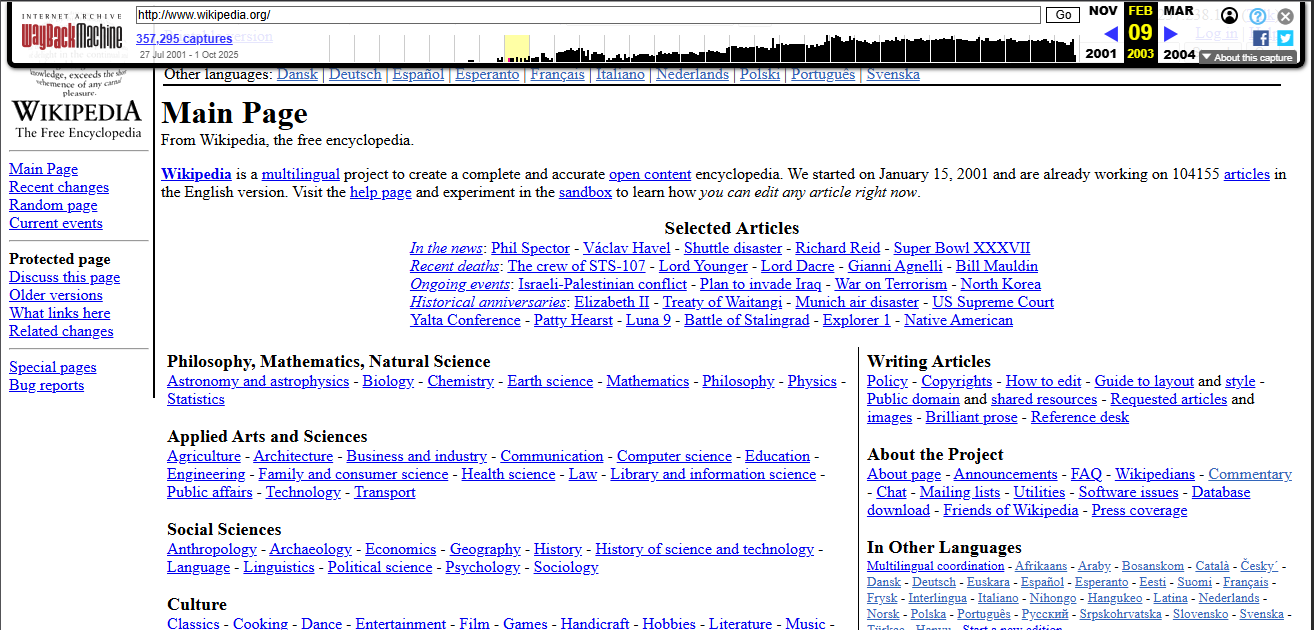 INTERNET ARCHIVE
WayBackMachine
http://www.wikipedia.org/
Go
357,295 captures
27 Jul 2001 - 1 Oct 2025
NOV FEB MAR
09
2001 2003 2004
Log in
About this capture
knowledge, exceeds the short
vehemence of any carnal
pleasure.
WIKIPEDIA
The Free Encyclopedia
Main Page
Recent changes
Random page
Current events
Protected page
Discuss this page
Older versions
What links here
Related changes
Special pages
Bug reports
Other languages: Dansk | Deutsch | Español | Esperanto | Français | Italiano | Nederlands | Polski | Português | Svenska
Main Page
From Wikipedia, the free encyclopedia.
Wikipedia is a multilingual project to create a complete and accurate open content encyclopedia. We started on January 15, 2001 and are already working on 104155 articles in
the English version. Visit the help page and experiment in the sandbox to learn how you can edit any article right now.
Selected Articles
In the news: Phil Spector - Václav Havel - Shuttle disaster - Richard Reid - Super Bowl XXXVII
Recent deaths: The crew of STS-107 - Lord Younger - Lord Dacre - Gianni Agnelli - Bill Mauldin
Ongoing events: Israeli-Palestinian conflict - Plan to invade Iraq - War on Terrorism - North Korea
Historical anniversaries: Elizabeth II - Treaty of Waitangi - Munich air disaster - US Supreme Court
Yalta Conference - Patty Hearst - Luna 9 - Battle of Stalingrad - Explorer 1 - Native American
Philosophy, Mathematics, Natural Science
Astronomy and astrophysics - Biology - Chemistry - Earth science - Mathematics - Philosophy - Physics -
Statistics
Applied Arts and Sciences
Agriculture - Architecture - Business and industry - Communication - Computer science - Education -
Engineering - Family and consumer science - Health science - Law - Library and information science -
Public affairs - Technology - Transport
Social Sciences
Anthropology - Archaeology - Economics - Geography - History - History of science and technology -
Language - Linguistics - Political science - Psychology - Sociology
Culture
Classics - Cooking - Dance - Entertainment - Film - Games - Handicraft - Hobbies - Literature - Music -
Writing Articles
Policy - Copyrights - How to edit - Guide to layout and style -
Public domain and shared resources - Requested articles and
images - Brilliant prose - Reference desk
About the Project
About page - Announcements - FAQ - Wikipedians - Commentary
- Chat - Mailing lists - Utilities - Software issues - Database
download - Friends of Wikipedia - Press coverage
In Other Languages
Multilingual coordination - Afrikaans - Araby - Bosanskom - Català - Česky´ -
Dansk - Deutsch - Euskara - Español - Esperanto - Eesti - Suomi - Français -
Frysk - Interlingua - Italiano - Nihongo - Hangukeo - Latina - Nederlands -
Norsk - Polska - Português - Русский - Srpskohrvatska - Slovensko - Svenska -
Türkçe - Hanyu - Start a new edition